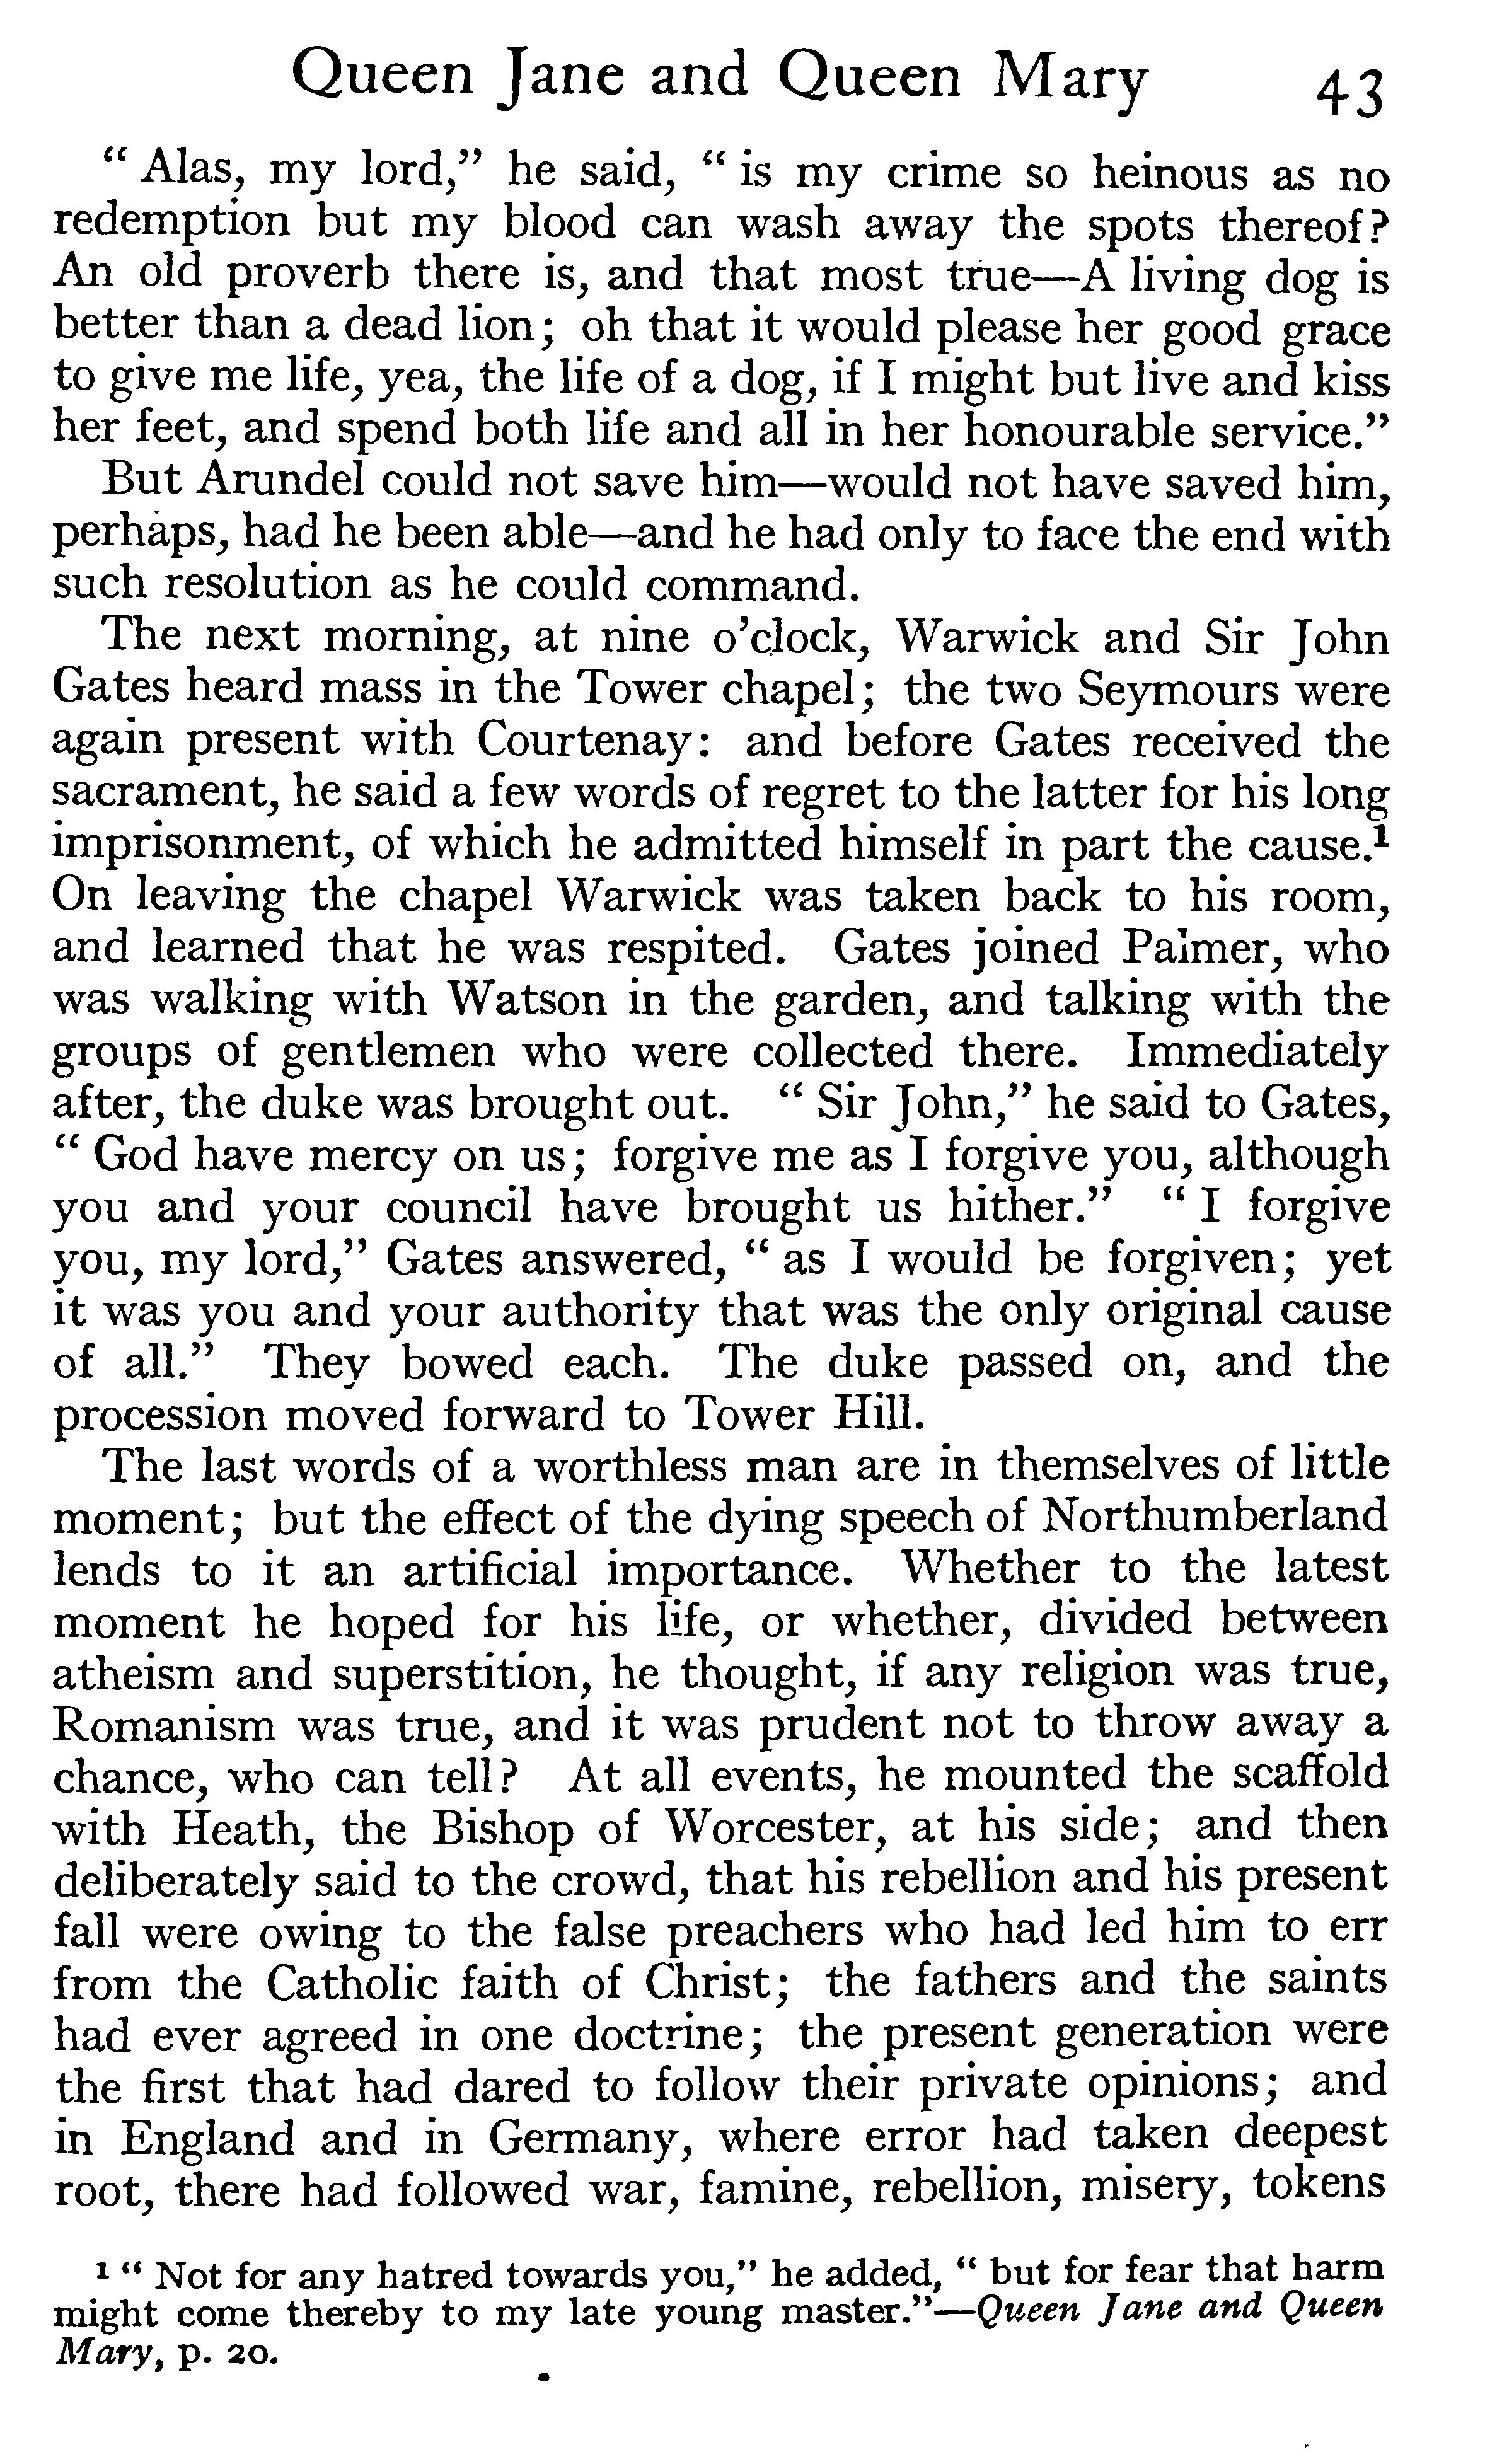 Queen Jane and Queen Mary 43
“ Alas, my lord,” he said, “ is my crime so heinous as no
redemption but my blood can wash away the spots thereof?
An old proverb there is, and that most true—A living dog is
better than a dead lion; oh that it would please her good grace
to give me life, yea, the life of a dog, if I might but live and kiss
her feet, and spend both life and all in her honourable service.”
But Arundel could not save him—would not have saved him,
perhaps, had he been able—and he had only to face the end with
such resolution as he could command.
The next morning, at nine o’clock, Warwick and Sir John
Gates heard mass in the Tower chapel; the two Seymours were
again present with Courtenay: and before Gates received the
sacrament, he said a few words of regret to the latter for his long
imprisonment, of which he admitted himself in part the cause.¹
On leaving the chapel Warwick was taken back to his room,
and learned that he was respited. Gates joined Palmer, who
was walking with Watson in the garden, and talking with the
groups of gentlemen who were collected there. Immediately
after, the duke was brought out. “ Sir John,” he said to Gates,
“ God have mercy on us; forgive me as I forgive you, although
you and your council have brought us hither.” “ I forgive
you, my lord,” Gates answered, “ as I would be forgiven; yet
it was you and your authority that was the only original cause
of all.” They bowed each. The duke passed on, and the
procession moved forward to Tower Hill.
The last words of a worthless man are in themselves of little
moment; but the effect of the dying speech of Northumberland
lends to it an artificial importance. Whether to the latest
moment he hoped for his life, or whether, divided between
atheism and superstition, he thought, if any religion was true,
Romanism was true, and it was prudent not to throw away a
chance, who can tell? At all events, he mounted the scaffold
with Heath, the Bishop of Worcester, at his side; and then
deliberately said to the crowd, that his rebellion and his present
fall were owing to the false preachers who had led him to err
from the Catholic faith of Christ; the fathers and the saints
had ever agreed in one doctrine; the present generation were
the first that had dared to follow their private opinions; and
in England and in Germany, where error had taken deepest
root, there had followed war, famine, rebellion, misery, tokens
¹ “ Not for any hatred towards you,” he added, “ but for fear that harm
might come thereby to my late young master.”—Queen Jane and Queen
Mary, p. 20.